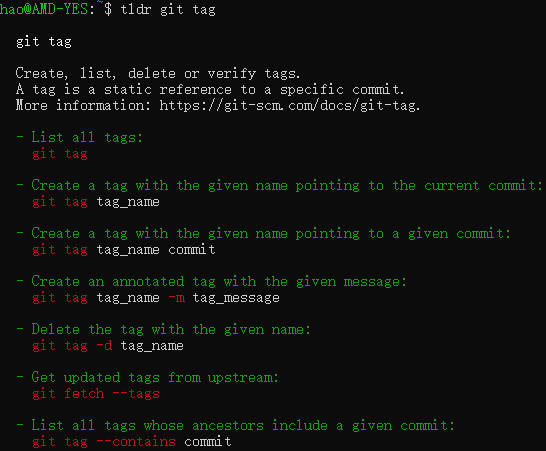 hao@AMD-YES:~$ tldr git tag
git tag
Create, list, delete or verify tags.
A tag is a static reference to a specific commit.
More information: https://git-scm.com/docs/git-tag.
- List all tags:
git tag
- Create a tag with the given name pointing to the current commit:
git tag tag_name
- Create a tag with the given name pointing to a given commit:
git tag tag_name commit
- Create an annotated tag with the given message:
git tag tag_name -m tag_message
- Delete the tag with the given name:
git tag -d tag_name
- Get updated tags from upstream:
git fetch --tags
- List all tags whose ancestors include a given commit:
git tag --contains commit